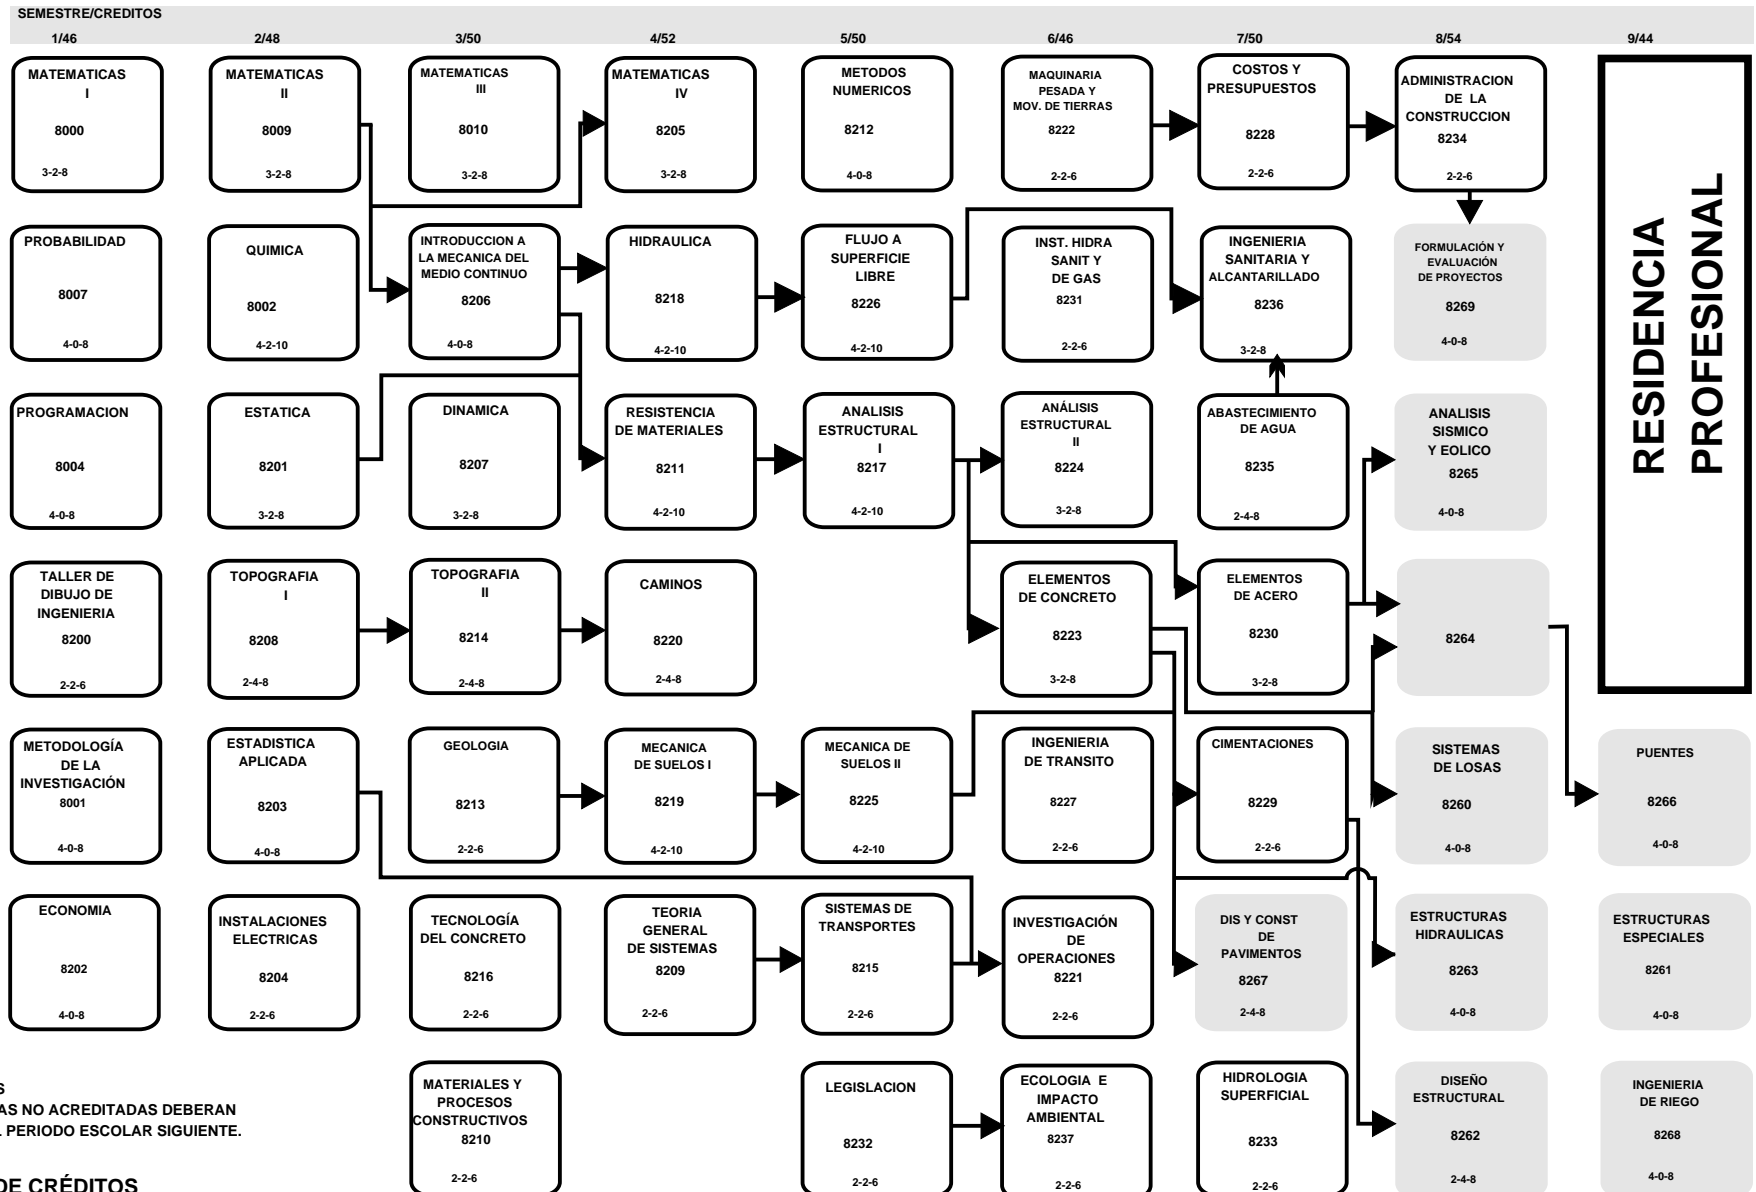 SEMESTRE/CREDITOS
1/46 2/48 3/50 4/52 5/50 6/46 7/50 8/54 9/44
MATEMATICAS
I
8000
3-2-8
MATEMATICAS
II
8009
3-2-8
MATEMATICAS
III
8010
3-2-8
MATEMATICAS
IV
8205
3-2-8
METODOS
NUMERICOS
8212
4-0-8
MAQUINARIA
PESADA Y
MOV. DE TIERRAS
8222
2-2-6
COSTOS Y
PRESUPUESTOS
8228
2-2-6
ADMINISTRACION
DE LA
CONSTRUCCION
8234
2-2-6
RESIDENCIA
PROFESIONAL
PROBABILIDAD
8007
4-0-8
QUIMICA
8002
4-2-10
INTRODUCCION A
LA MECANICA DEL
MEDIO CONTINUO
8206
4-0-8
HIDRAULICA
8218
4-2-10
FLUJO A
SUPERFICIE
LIBRE
8226
4-2-10
INST. HIDRA
SANIT Y
DE GAS
8231
2-2-6
INGENIERIA
SANITARIA Y
ALCANTARILLADO
8236
3-2-8
FORMULACIÓN Y
EVALUACIÓN
DE PROYECTOS
8269
4-0-8
PROGRAMACION
8004
4-0-8
ESTATICA
8201
3-2-8
DINAMICA
8207
3-2-8
RESISTENCIA
DE MATERIALES
8211
4-2-10
ANALISIS
ESTRUCTURAL
I
8217
4-2-10
ANÁLISIS
ESTRUCTURAL
II
8224
3-2-8
ABASTECIMIENTO
DE AGUA
8235
2-4-8
ANALISIS
SISMICO
Y EOLICO
8265
4-0-8
TALLER DE
DIBUJO DE
INGENIERIA
8200
2-2-6
TOPOGRAFIA
I
8208
2-4-8
TOPOGRAFIA
II
8214
2-4-8
CAMINOS
8220
2-4-8
ELEMENTOS
DE CONCRETO
8223
3-2-8
ELEMENTOS
DE ACERO
8230
3-2-8
8264
METODOLOGÍA
DE LA
INVESTIGACIÓN
8001
4-0-8
ESTADISTICA
APLICADA
8203
4-0-8
GEOLOGIA
8213
2-2-6
MECANICA
DE SUELOS I
8219
4-2-10
MECANICA DE
SUELOS II
8225
4-2-10
INGENIERIA
DE TRANSITO
8227
2-2-6
CIMENTACIONES
8229
2-2-6
SISTEMAS
DE LOSAS
8260
4-0-8
PUENTES
8266
4-0-8
ECONOMIA
8202
4-0-8
INSTALACIONES
ELECTRICAS
8204
2-2-6
TECNOLOGÍA
DEL CONCRETO
8216
2-2-6
TEORIA
GENERAL
DE SISTEMAS
8209
2-2-6
SISTEMAS DE
TRANSPORTES
8215
2-2-6
INVESTIGACIÓN
DE
OPERACIONES
8221
2-2-6
DIS Y CONST
DE
PAVIMENTOS
8267
2-4-8
ESTRUCTURAS
HIDRAULICAS
8263
4-0-8
ESTRUCTURAS
ESPECIALES
8261
4-0-8
S
AS NO ACREDITADAS DEBERAN
L PERIODO ESCOLAR SIGUIENTE.
DE CRÉDITOS
MATERIALES Y
PROCESOS
CONSTRUCTIVOS
8210
2-2-6
LEGISLACION
8232
2-2-6
ECOLOGIA E
IMPACTO
AMBIENTAL
8237
2-2-6
HIDROLOGIA
SUPERFICIAL
8233
2-2-6
DISEÑO
ESTRUCTURAL
8262
2-4-8
INGENIERIA
DE RIEGO
8268
4-0-8